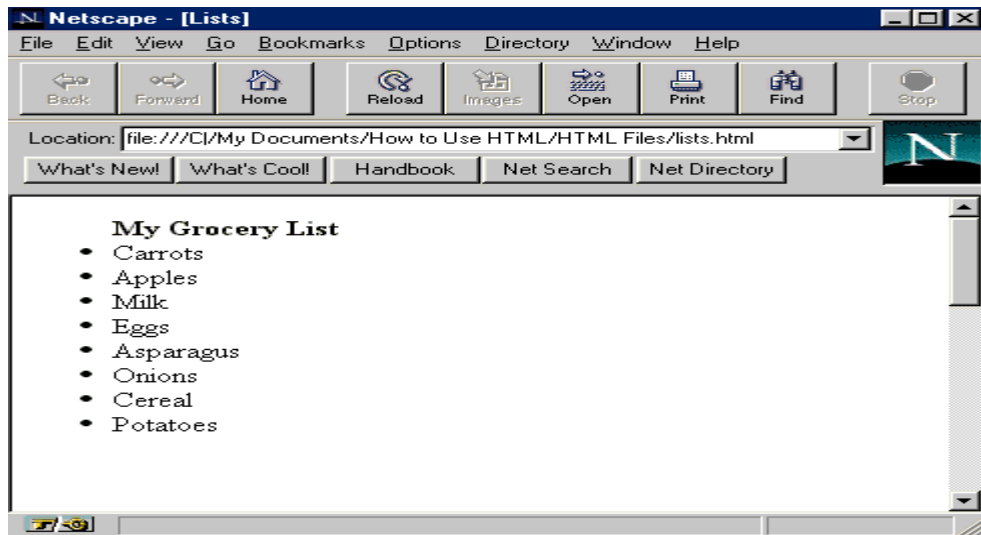 N Netscape - [Lists]
File Edit View Go Bookmarks Options Directory Window Help
Back Forward Home Reload Images Open Print Find Stop
Location: file:///C|/My Documents/How to Use HTML/HTML Files/lists.html
N
What's New! What's Cool! Handbook Net Search Net Directory
My Grocery List
• Carrots
• Apples
• Milk
• Eggs
• Asparagus
• Onions
• Cereal
• Potatoes